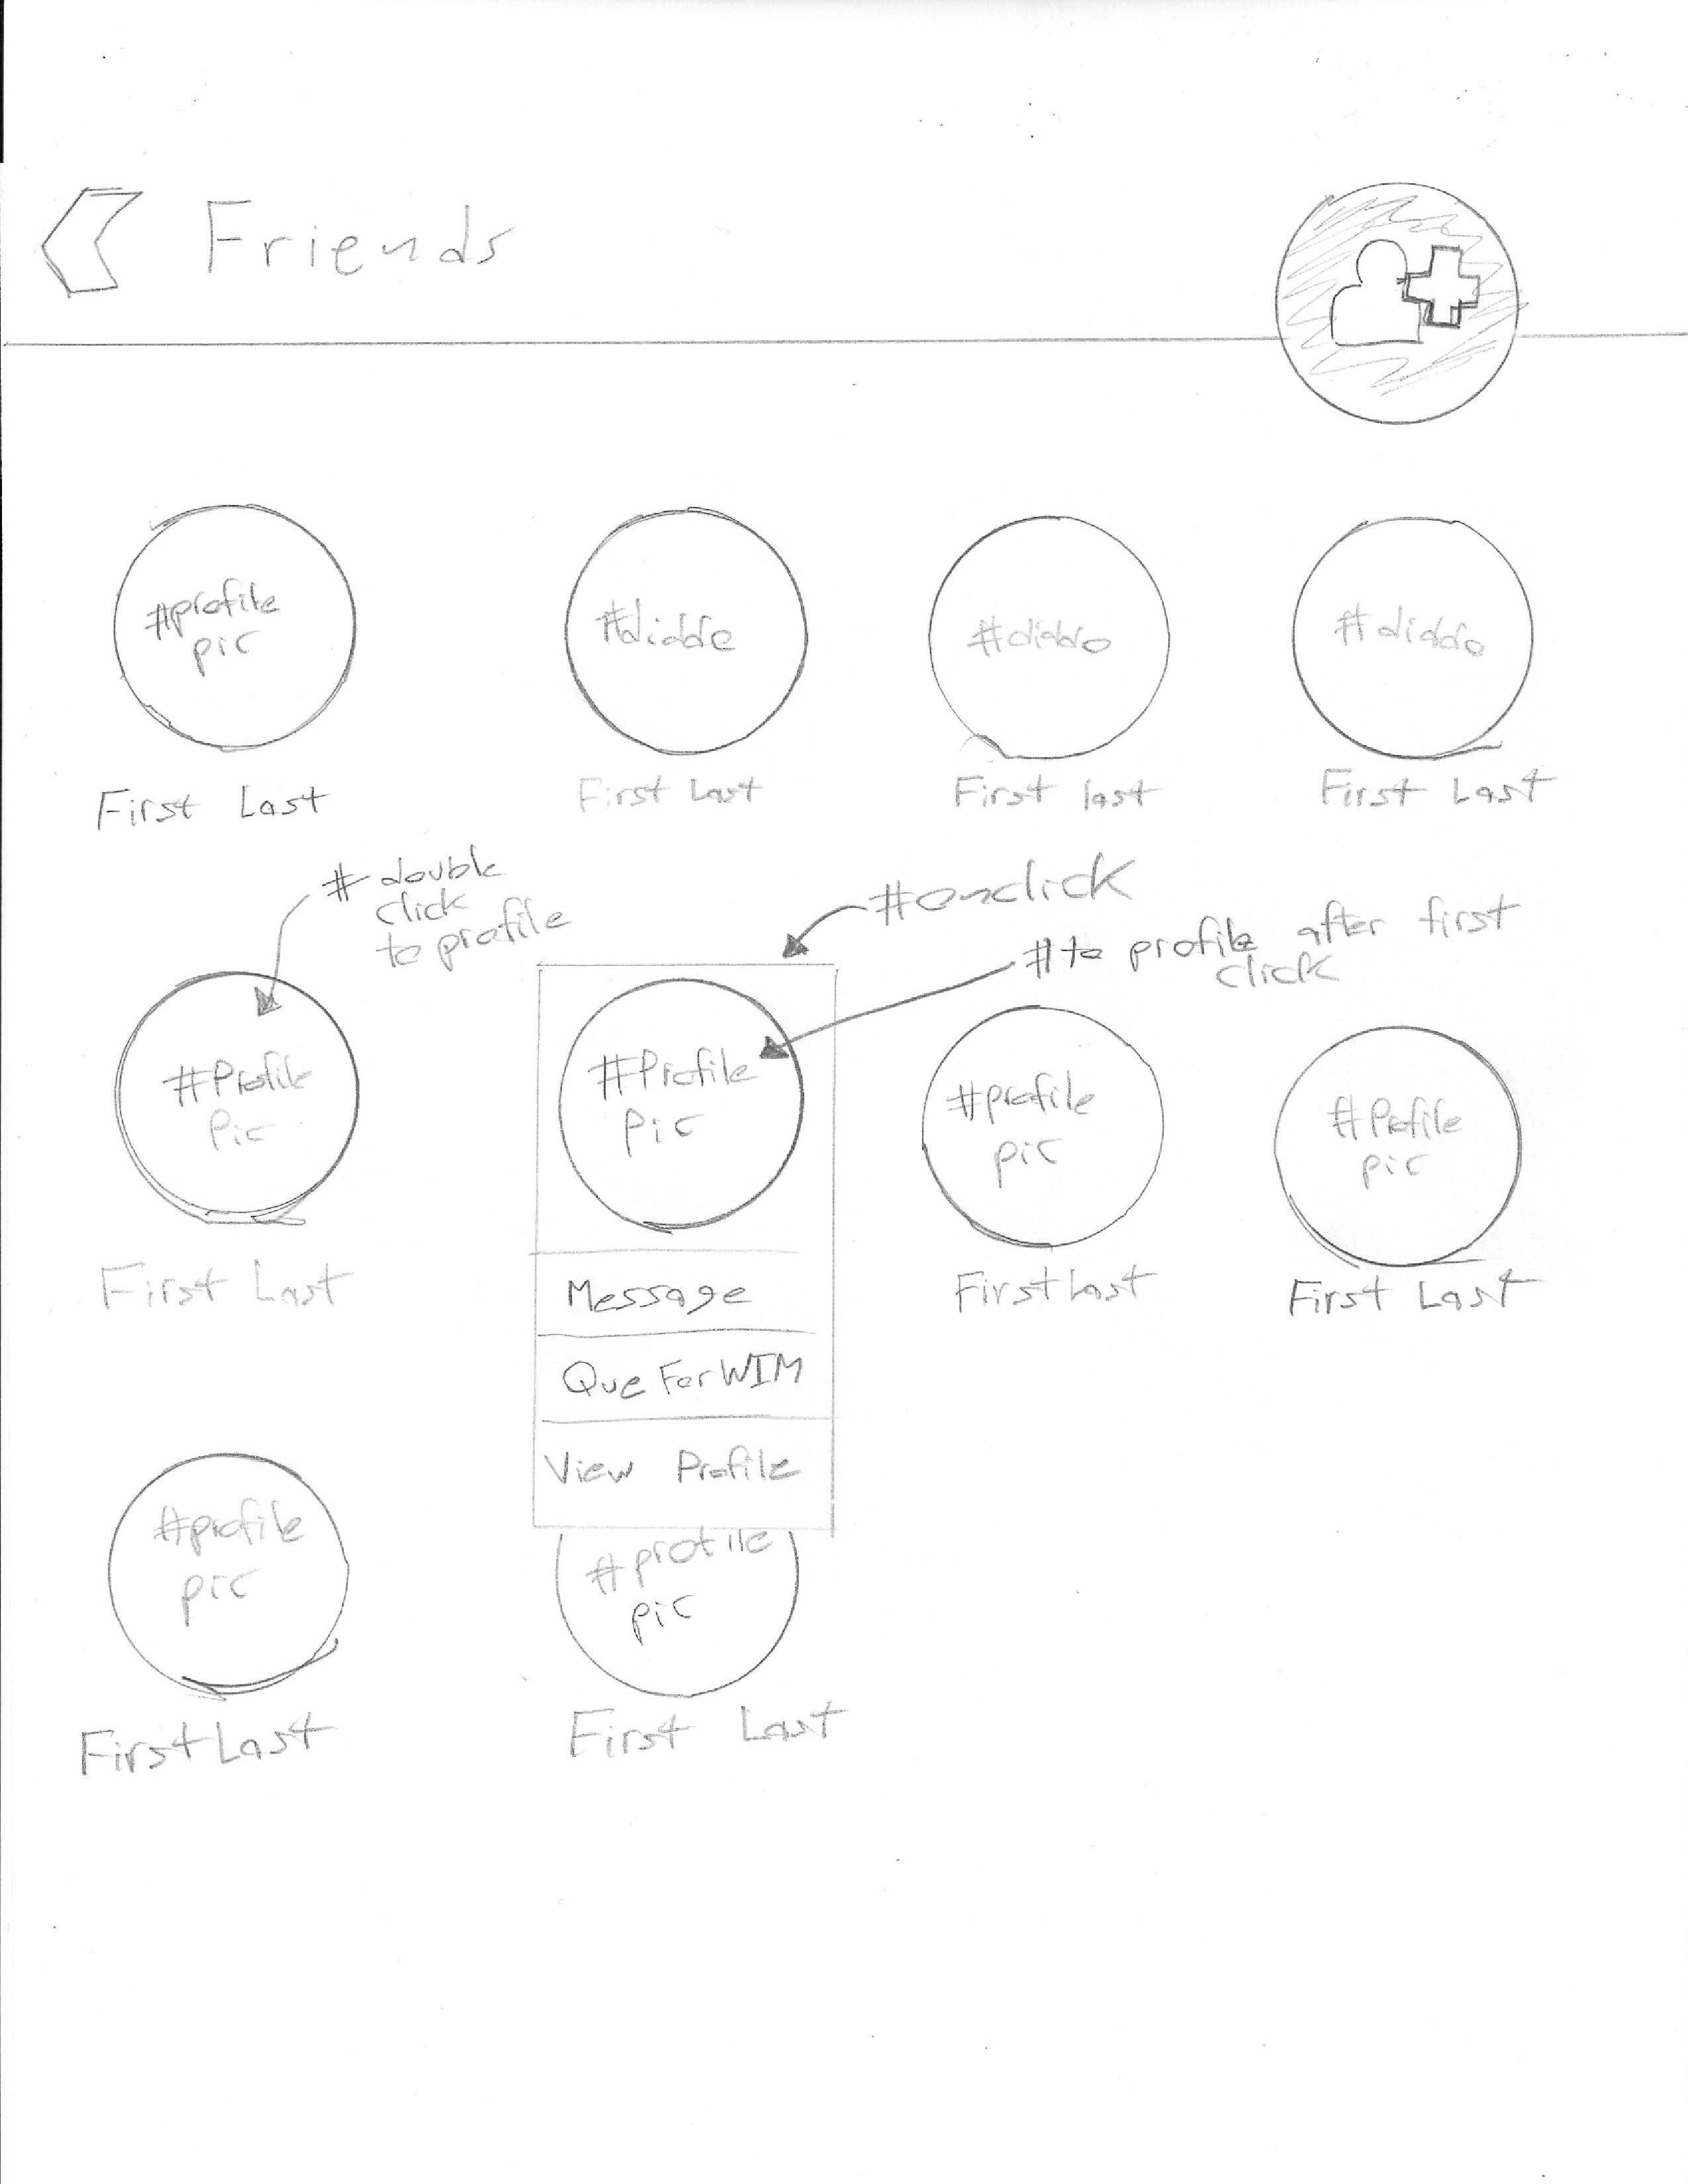 Friends
#profile
pic
#diddo
#diddo
#diddo
First Last
First Last
First last
First Last
# double
click
to profile
#onclick
#to profile after first
click
#Profile
Pic
#Profile
Pic
#profile
pic
#Profile
pic
First Last
Message
Que For WIM
View Profile
First Last
First Last
#profile
pic
#profile
pic
First Last
First Last